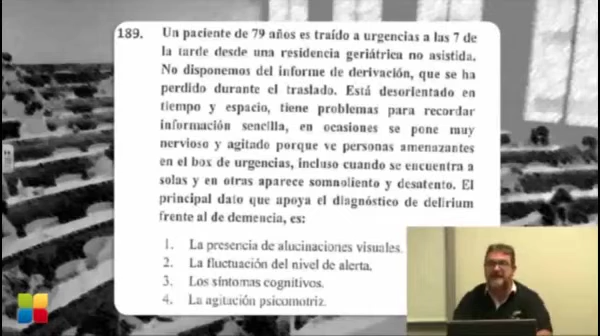 189. Un paciente de 79 años es traído a urgencias a las 7 de
la tarde desde una residencia geriátrica no asistida.
No disponemos del informe de derivación, que se ha
perdido durante el traslado. Está desorientado en
tiempo y espacio, tiene problemas para recordar
información sencilla, en ocasiones se pone muy
nervioso y agitado porque ve personas amenazantes
en el box de urgencias, incluso cuando se encuentra a
solas y en otras aparece somnoliento y desatento. El
principal dato que apoya el diagnóstico de delirium
frente al de demencia, es:
1. La presencia de alucinaciones visuales.
2. La fluctuación del nivel de alerta.
3. Los síntomas cognitivos.
4. La agitación psicomotriz.